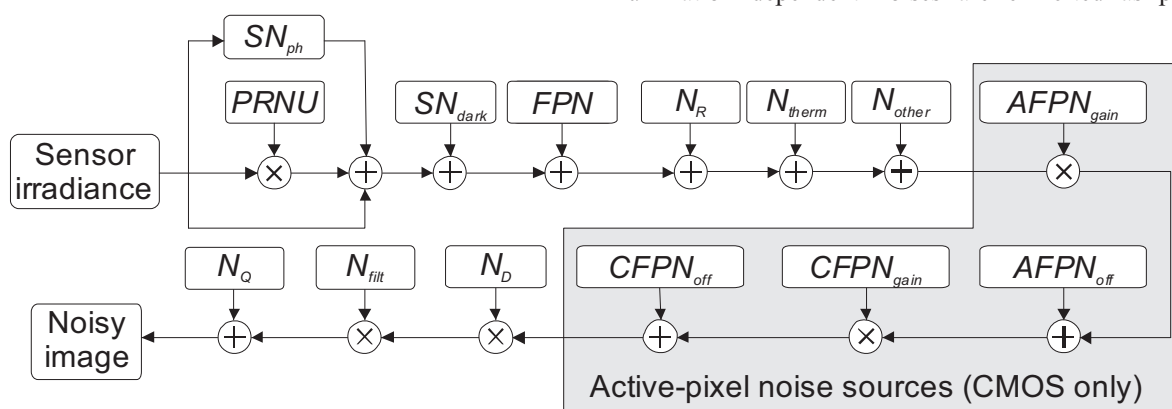 SN_ph
PRNU
SN_dark
FPN
N_R
N_therm
N_other
AFPN_gain
Sensor
irradiance
N_Q
N_filt
N_D
CFPN_off
CFPN_gain
AFPN_off
Noisy
image
Active-pixel noise sources (CMOS only)